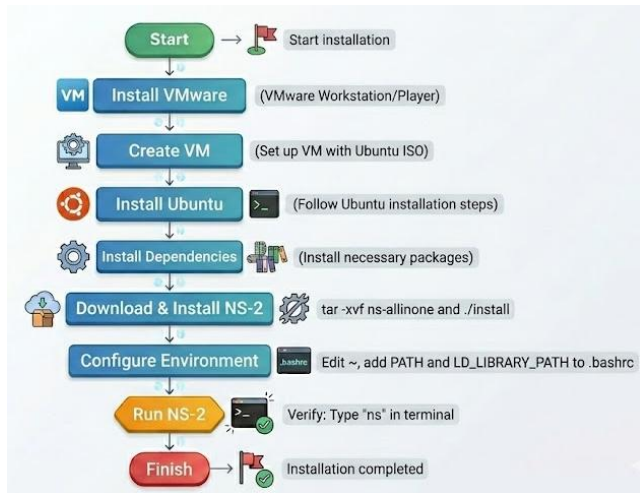 Start
Start installation
VM
Install VMware
(VMware Workstation/Player)
Create VM
(Set up VM with Ubuntu ISO)
Install Ubuntu
>_
(Follow Ubuntu installation steps)
Install Dependencies
(Install necessary packages)
Download & Install NS-2
tar -xvf ns-allinone and ./install
Configure Environment
.bashrc
Edit ~, add PATH and LD_LIBRARY_PATH to .bashrc
Run NS-2
>_
Verify: Type "ns" in terminal
Finish
Installation completed